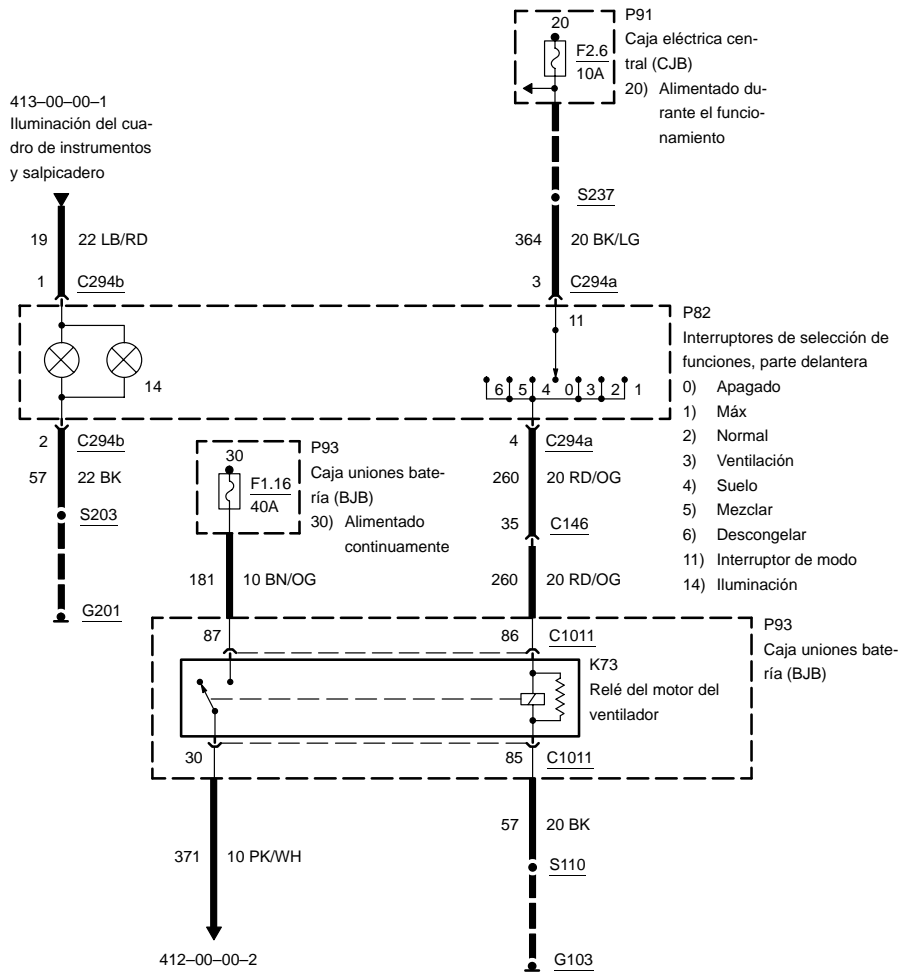 P91
20
Caja eléctrica cen-
tral (CJB)
F2.6
10A
20) Alimentado du-
rante el funcio-
namiento
413–00–00–1
Iluminación del cua-
dro de instrumentos
y salpicadero
S237
19 22 LB/RD
364 20 BK/LG
1 C294b
3 C294a
11
P82
Interruptores de selección de
funciones, parte delantera
0) Apagado
1) Máx
2) Normal
3) Ventilación
4) Suelo
5) Mezclar
6) Descongelar
11) Interruptor de modo
14) Iluminación
14
6 5 4 0 3 2 1
2 C294b
4 C294a
57 22 BK
S203
G201
P93
Caja uniones bate-
ría (BJB)
30) Alimentado
continuamente
30
F1.16
40A
260 20 RD/OG
35 C146
181 10 BN/OG
260 20 RD/OG
87
86 C1011
P93
Caja uniones bate-
ría (BJB)
K73
Relé del motor del
ventilador
30
85 C1011
57 20 BK
371 10 PK/WH
S110
412–00–00–2
G103